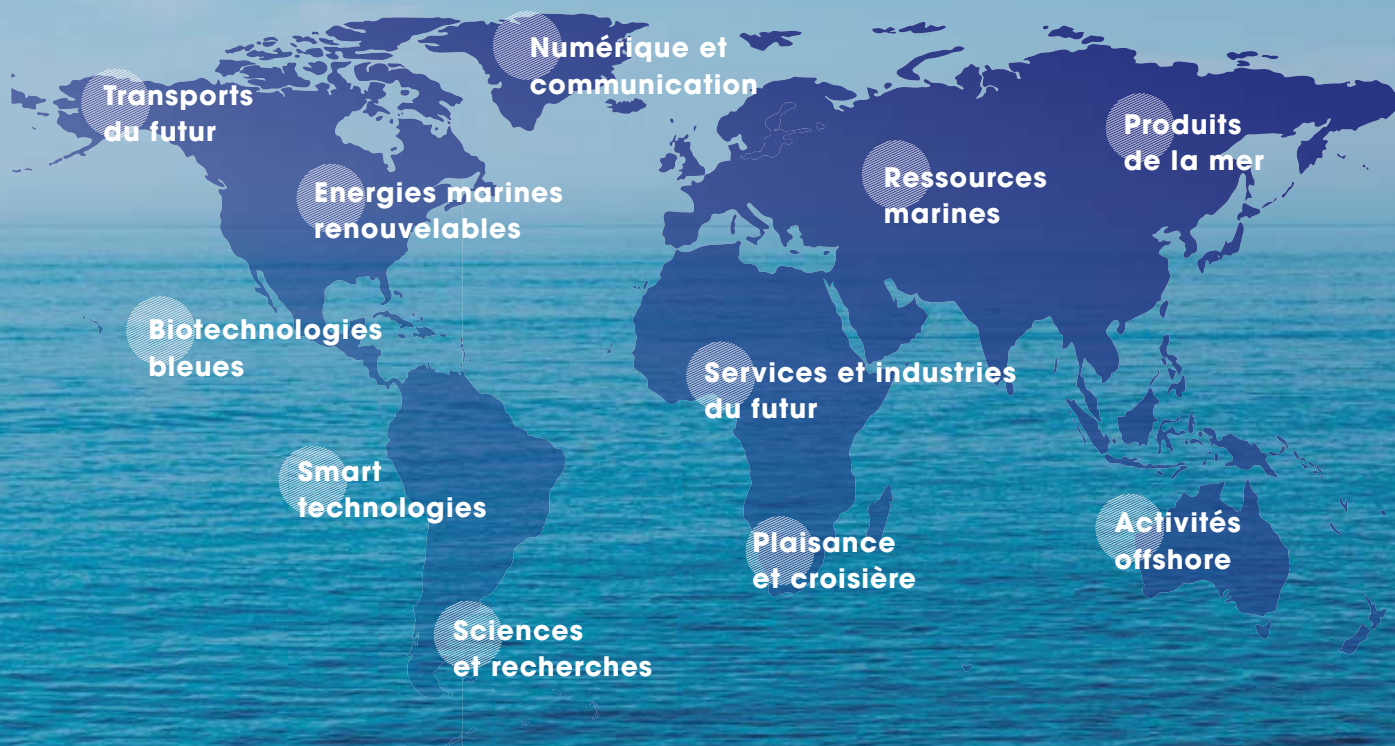 Numérique et
communication
Transports
du futur
Produits
de la mer
Energies marines
renouvelables
Ressources
marines
Biotechnologies
bleues
Services et industries
du futur
Smart
technologies
Plaisance
et croisière
Activités
offshore
Sciences
et recherches